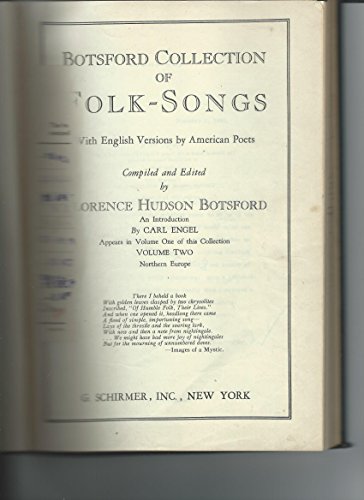 BOTSFORD COLLECTION
OF
FOLK-SONGS
With English Versions by American Poets
Compiled and Edited
by
FLORENCE HUDSON BOTSFORD
An Introduction
By CARL ENGEL
Appears in Volume One of this Collection
VOLUME TWO
Northern Europe
There I beheld a book
With golden leaves clasped by two chrysolites
Inscribed, "Of Humble Folk, Their Lives."
And when one opened it, headlong there came
A flood of simple, importuning song—
Lays of the throstle and the soaring lark,
With now and then a note from nightingale.
We might have had more joy of nightingales
But for the mourning of unnumbered doves.
—Images of a Mystic.
G. SCHIRMER, INC., NEW YORK